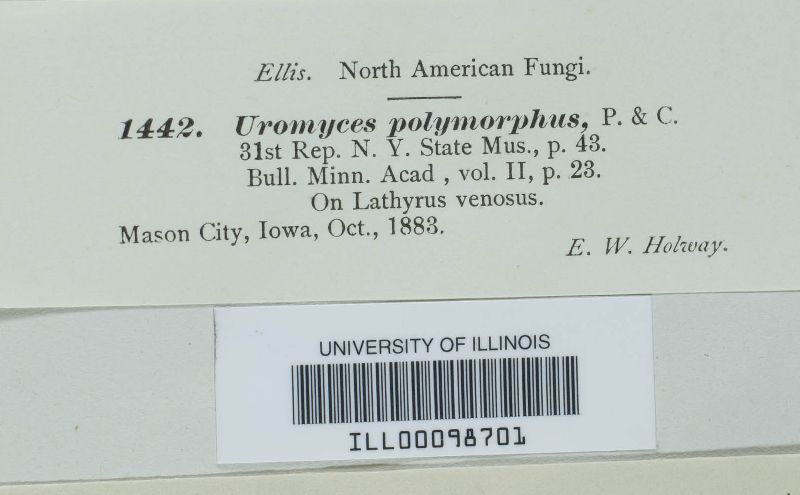 Ellis. North American Fungi.
1442. Uromyces polymorphus, P. & C.
31st Rep. N. Y. State Mus., p. 43.
Bull. Minn. Acad , vol. II, p. 23.
On Lathyrus venosus.
Mason City, Iowa, Oct., 1883.
E. W. Holway.
UNIVERSITY OF ILLINOIS
ILL00098701